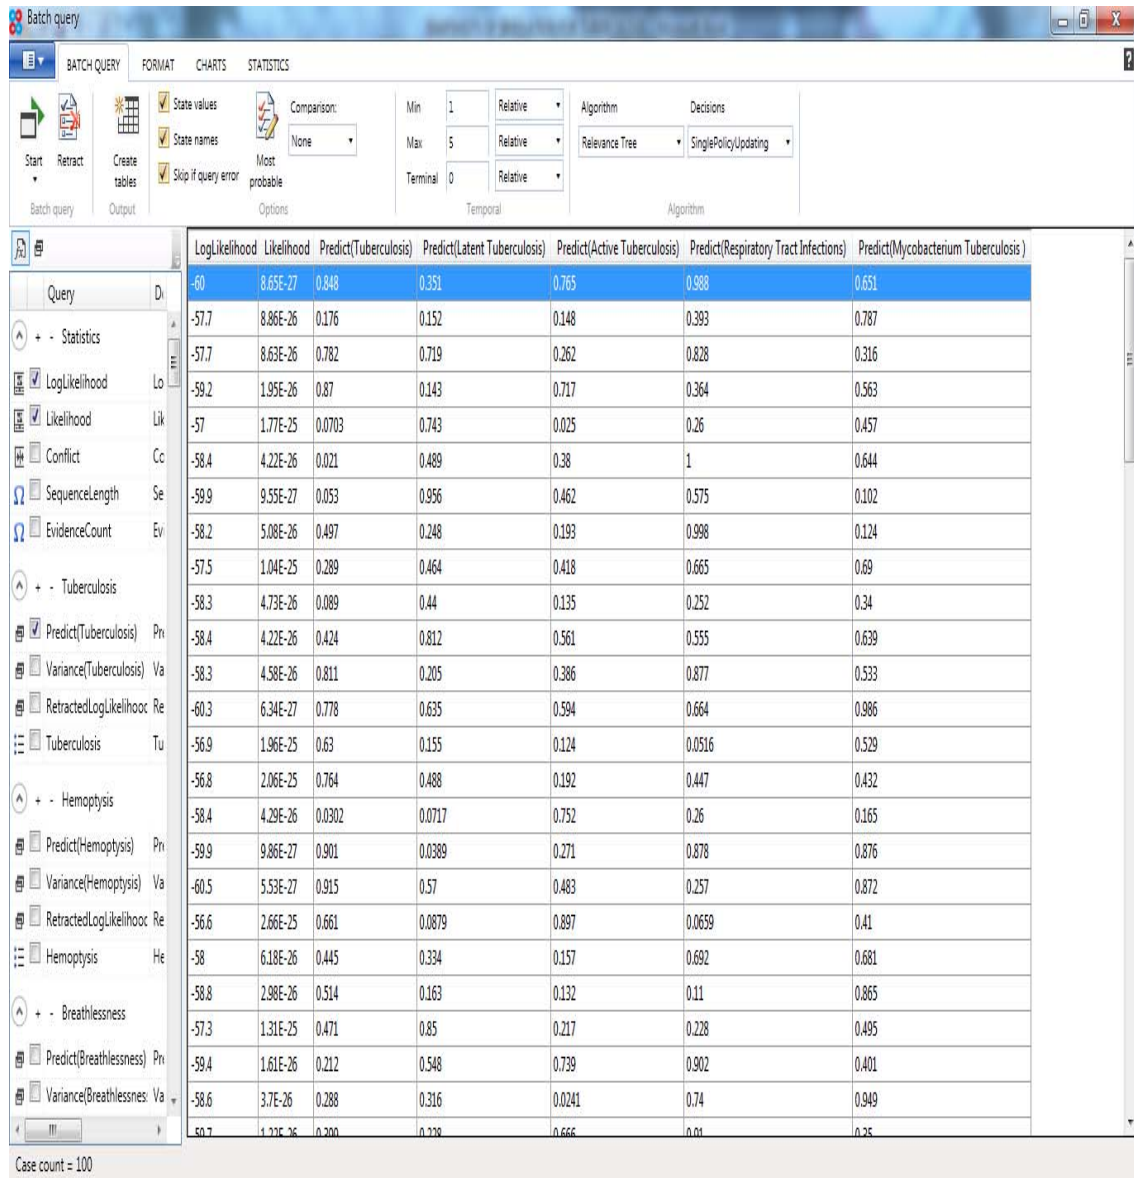 Batch query
BATCH QUERY FORMAT CHARTS STATISTICS
State values
State names
Skip if query error
Start
Retract
Create tables
Most probable
Comparison:
None
Min 1 Relative
Max 5 Relative
Terminal 0 Relative
Algorithm
Relevance Tree
Decisions
SinglePolicyUpdating
Batch query Output Options Temporal Algorithm
Query
+ - Statistics
LogLikelihood Lo
Likelihood Lik
Conflict Cc
SequenceLength Se
EvidenceCount Evi
+ - Tuberculosis
Predict(Tuberculosis) Pr
Variance(Tuberculosis) Va
RetractedLogLikelihooc Re
Tuberculosis Tu
+ - Hemoptysis
Predict(Hemoptysis) Pr
Variance(Hemoptysis) Va
RetractedLogLikelihooc Re
Hemoptysis He
+ - Breathlessness
Predict(Breathlessness) Pr
Variance(Breathlessnes: Va
LogLikelihood Likelihood Predict(Tuberculosis) Predict(Latent Tuberculosis) Predict(Active Tuberculosis) Predict(Respiratory Tract Infections) Predict(Mycobacterium Tuberculosis )
-60 8.65E-27 0.848 0.351 0.765 0.988 0.651
-57.7 8.86E-26 0.176 0.152 0.148 0.393 0.787
-57.7 8.63E-26 0.782 0.719 0.262 0.828 0.316
-59.2 1.95E-26 0.87 0.143 0.717 0.364 0.563
-57 1.77E-25 0.0703 0.743 0.025 0.26 0.457
-58.4 4.22E-26 0.021 0.489 0.38 1 0.644
-59.9 9.55E-27 0.053 0.956 0.462 0.575 0.102
-58.2 5.08E-26 0.497 0.248 0.193 0.998 0.124
-57.5 1.04E-25 0.289 0.464 0.418 0.665 0.69
-58.3 4.73E-26 0.089 0.44 0.135 0.252 0.34
-58.4 4.22E-26 0.424 0.812 0.561 0.555 0.639
-58.3 4.58E-26 0.811 0.205 0.386 0.877 0.533
-60.3 6.34E-27 0.778 0.635 0.594 0.664 0.986
-56.9 1.96E-25 0.63 0.155 0.124 0.0516 0.529
-56.8 2.06E-25 0.764 0.488 0.192 0.447 0.432
-58.4 4.29E-26 0.0302 0.0717 0.752 0.26 0.165
-59.9 9.86E-27 0.901 0.0389 0.271 0.878 0.876
-60.5 5.53E-27 0.915 0.57 0.483 0.257 0.872
-56.6 2.66E-25 0.661 0.0879 0.897 0.0659 0.41
-58 6.18E-26 0.445 0.334 0.157 0.692 0.681
-58.8 2.98E-26 0.514 0.163 0.132 0.11 0.865
-57.3 1.31E-25 0.471 0.85 0.217 0.228 0.495
-59.4 1.61E-26 0.212 0.548 0.739 0.902 0.401
-58.6 3.7E-26 0.288 0.316 0.0241 0.74 0.949
Case count = 100